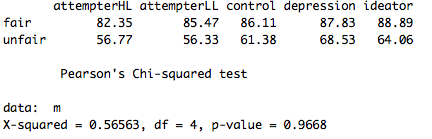 attempterHL attempterLL control depression ideator
fair 82.35 85.47 86.11 87.83 88.89
unfair 56.77 56.33 61.38 68.53 64.06
Pearson's Chi-squared test
data: m
X-squared = 0.56563, df = 4, p-value = 0.9668